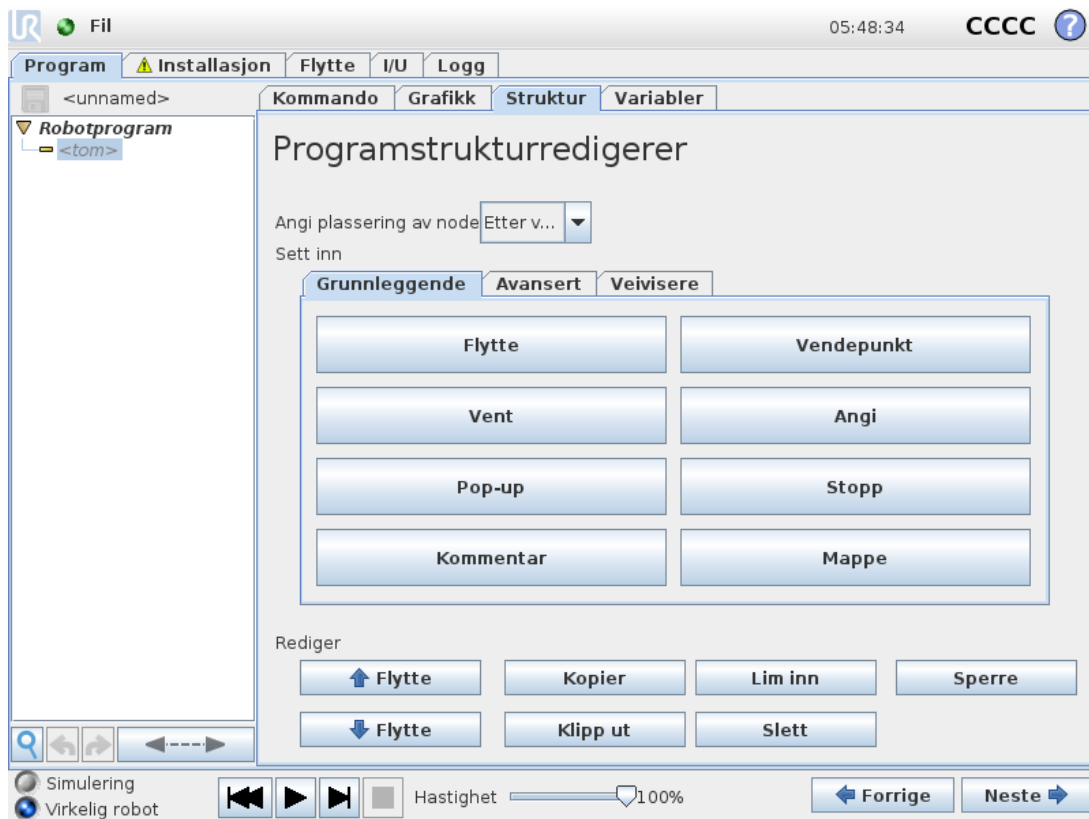 UR Fil 05:48:34 CCCC ?
Program Installasjon Flytte I/U Logg
<unnamed> Kommando Grafikk Struktur Variabler
Robotprogram
<tom>
Programstrukturredigerer
Angi plassering av node Etter v...
Sett inn
Grunnleggende Avansert Veivisere
Flytte Vendepunkt
Vent Angi
Pop-up Stopp
Kommentar Mappe
Rediger
Flytte Kopier Lim inn Sperre
Flytte Klipp ut Slett
Simulering
Virkelig robot
Hastighet 100%
Forrige Neste